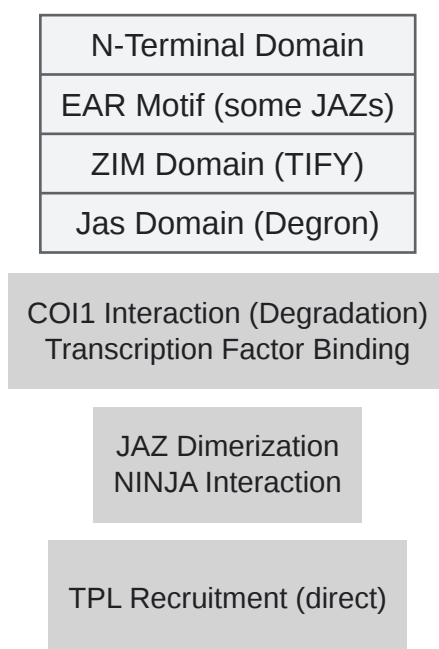 N-Terminal Domain
EAR Motif (some JAZs)
ZIM Domain (TIFY)
Jas Domain (Degron)
COI1 Interaction (Degradation)
Transcription Factor Binding
JAZ Dimerization
NINJA Interaction
TPL Recruitment (direct)